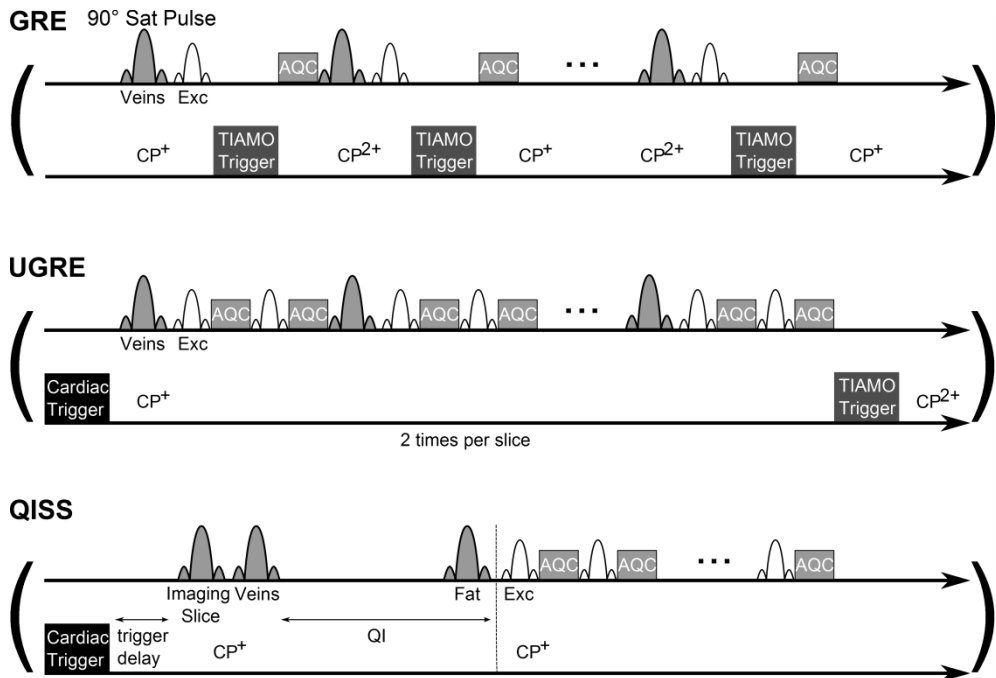 GRE 90° Sat Pulse
AQC AQC ... AQC
Veins Exc
CP+ TIAMO Trigger CP2+ TIAMO Trigger CP+ CP2+ TIAMO Trigger CP+
UGRE
AQC AQC AQC AQC ... AQC AQC
Veins Exc
Cardiac Trigger CP+ TIAMO Trigger CP2+
2 times per slice
QISS
AQC AQC ... AQC
Imaging Slice Veins Fat Exc
Cardiac Trigger trigger delay CP+ QI CP+